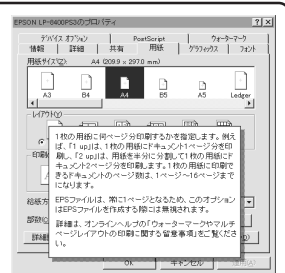 EPSON LP-8400PS3のプロパティ
デバイス オプション PostScript ウォーターマーク
情報 詳細 共有 用紙 グラフィックス フォント
用紙サイズ(Z): A4 (209.9 x 297.0 mm)
A3 B4 A4 B5 A5 Ledger
レイアウト(Y)
1枚の用紙に何ページ分印刷するかを指定します。例え
ば、「1 up」は、1枚の用紙にドキュメント1ページ分を印
刷し、「2 up」は、用紙を半分に分割して1枚の用紙にド
キュメント2ページ分を印刷します。1枚の用紙に印刷で
きるドキュメントのページ数は、1ページ~16ページまで
になります。
EPSファイルは、常に1ページとなるため、このオプション
はEPSファイルを作成する際には無視されます。
詳細は、オンラインヘルプの「ウォーターマークやマルチ
ページレイアウトの印刷に関する留意事項」をご覧くださ
い。
印刷
給紙方
部数(C)
詳細
OK キャンセル